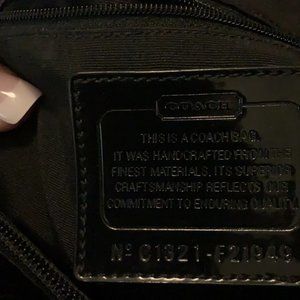 COACH
THIS IS A COACH BAG.
IT WAS HANDCRAFTED FROM THE
FINEST MATERIALS. ITS SUPERIOR
CRAFTSMANSHIP REFLECTS OUR
COMMITMENT TO ENDURING QUALITY.
Nº C1321-F21949